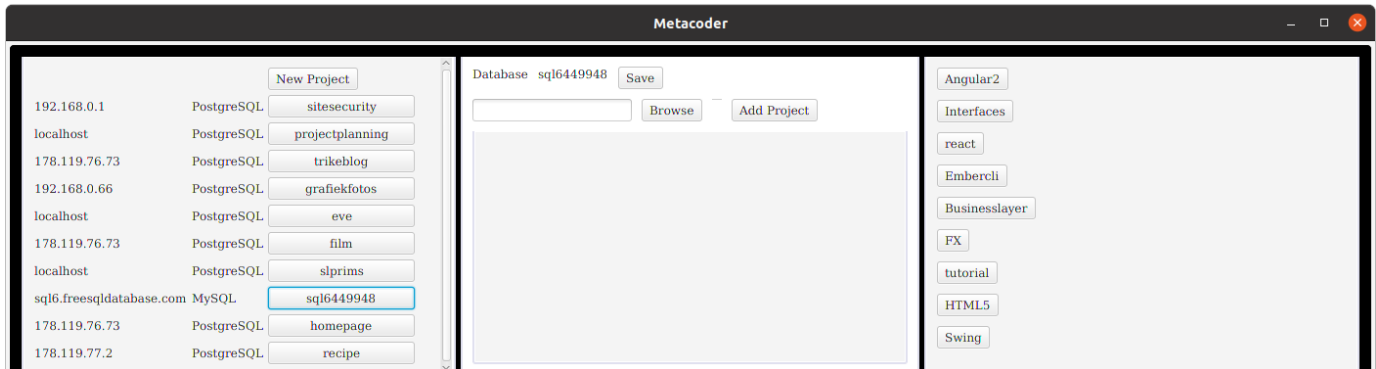 Metacoder
New Project
192.168.0.1 PostgreSQL sitesecurity
localhost PostgreSQL projectplanning
178.119.76.73 PostgreSQL trikeblog
192.168.0.66 PostgreSQL grafiekfotos
localhost PostgreSQL eve
178.119.76.73 PostgreSQL film
localhost PostgreSQL slprims
sql6.freesqldatabase.com MySQL sql6449948
178.119.76.73 PostgreSQL homepage
178.119.77.2 PostgreSQL recipe
Database sql6449948 Save
Browse Add Project
Angular2
Interfaces
react
Embercli
Businesslayer
FX
tutorial
HTML5
Swing